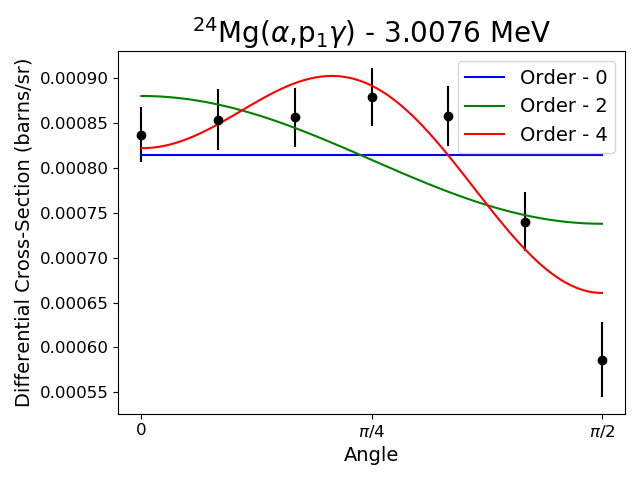 ²⁴Mg(α,p₁γ) - 3.0076 MeV
Differential Cross-Section (barns/sr)
0.00090
0.00085
0.00080
0.00075
0.00070
0.00065
0.00060
0.00055
Order - 0
Order - 2
Order - 4
0
π/4
π/2
Angle